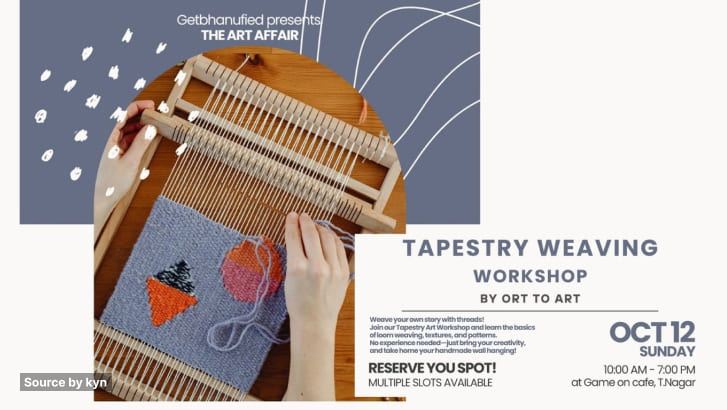 Getbhanufied presents
THE ART AFFAIR
TAPESTRY WEAVING
WORKSHOP
BY ORT TO ART
Weave your own story with threads!
Join our Tapestry Art Workshop and learn the basics
of loom weaving, textures, and patterns.
No experience needed—just bring your creativity,
and take home your handmade wall hanging!
RESERVE YOU SPOT!
MULTIPLE SLOTS AVAILABLE
OCT 12
SUNDAY
10:00 AM - 7:00 PM
at Game on cafe, T.Nagar
Source by kyn